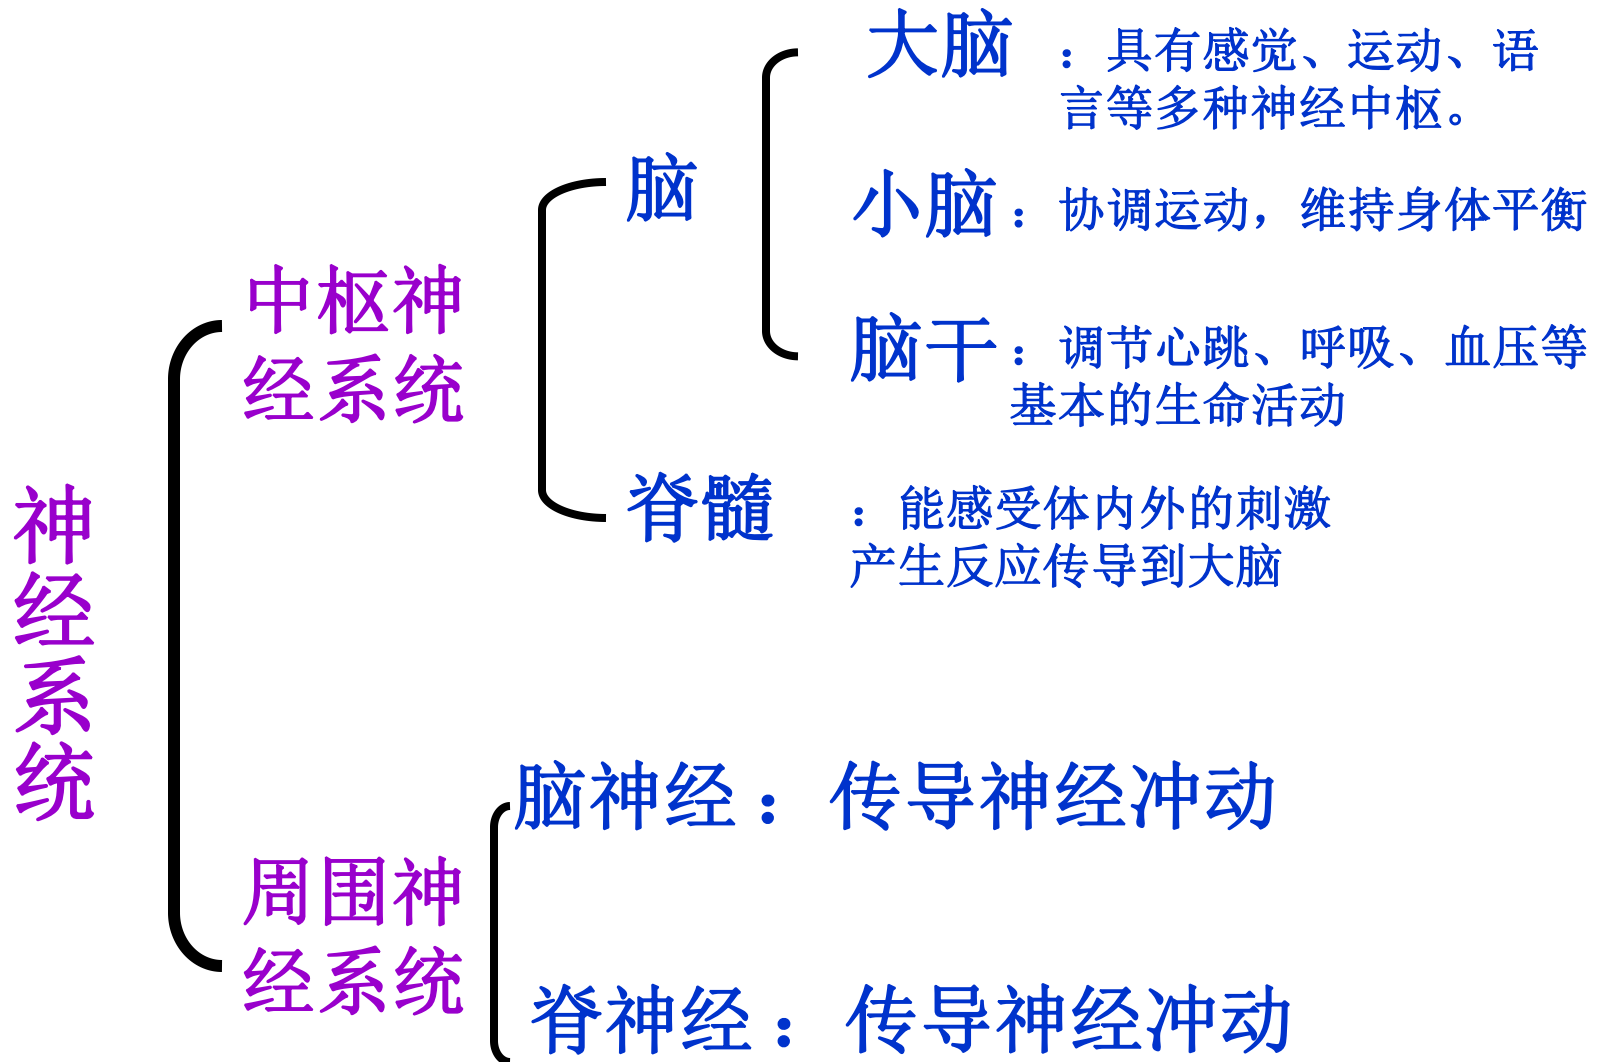 神经系统
中枢神
经系统
脑
大脑 ：具有感觉、运动、语
言等多种神经中枢。
小脑：协调运动，维持身体平衡
脑干：调节心跳、呼吸、血压等
基本的生命活动
脊髓 ：能感受体内外的刺激
产生反应传导到大脑
周围神
经系统
脑神经：传导神经冲动
脊神经：传导神经冲动